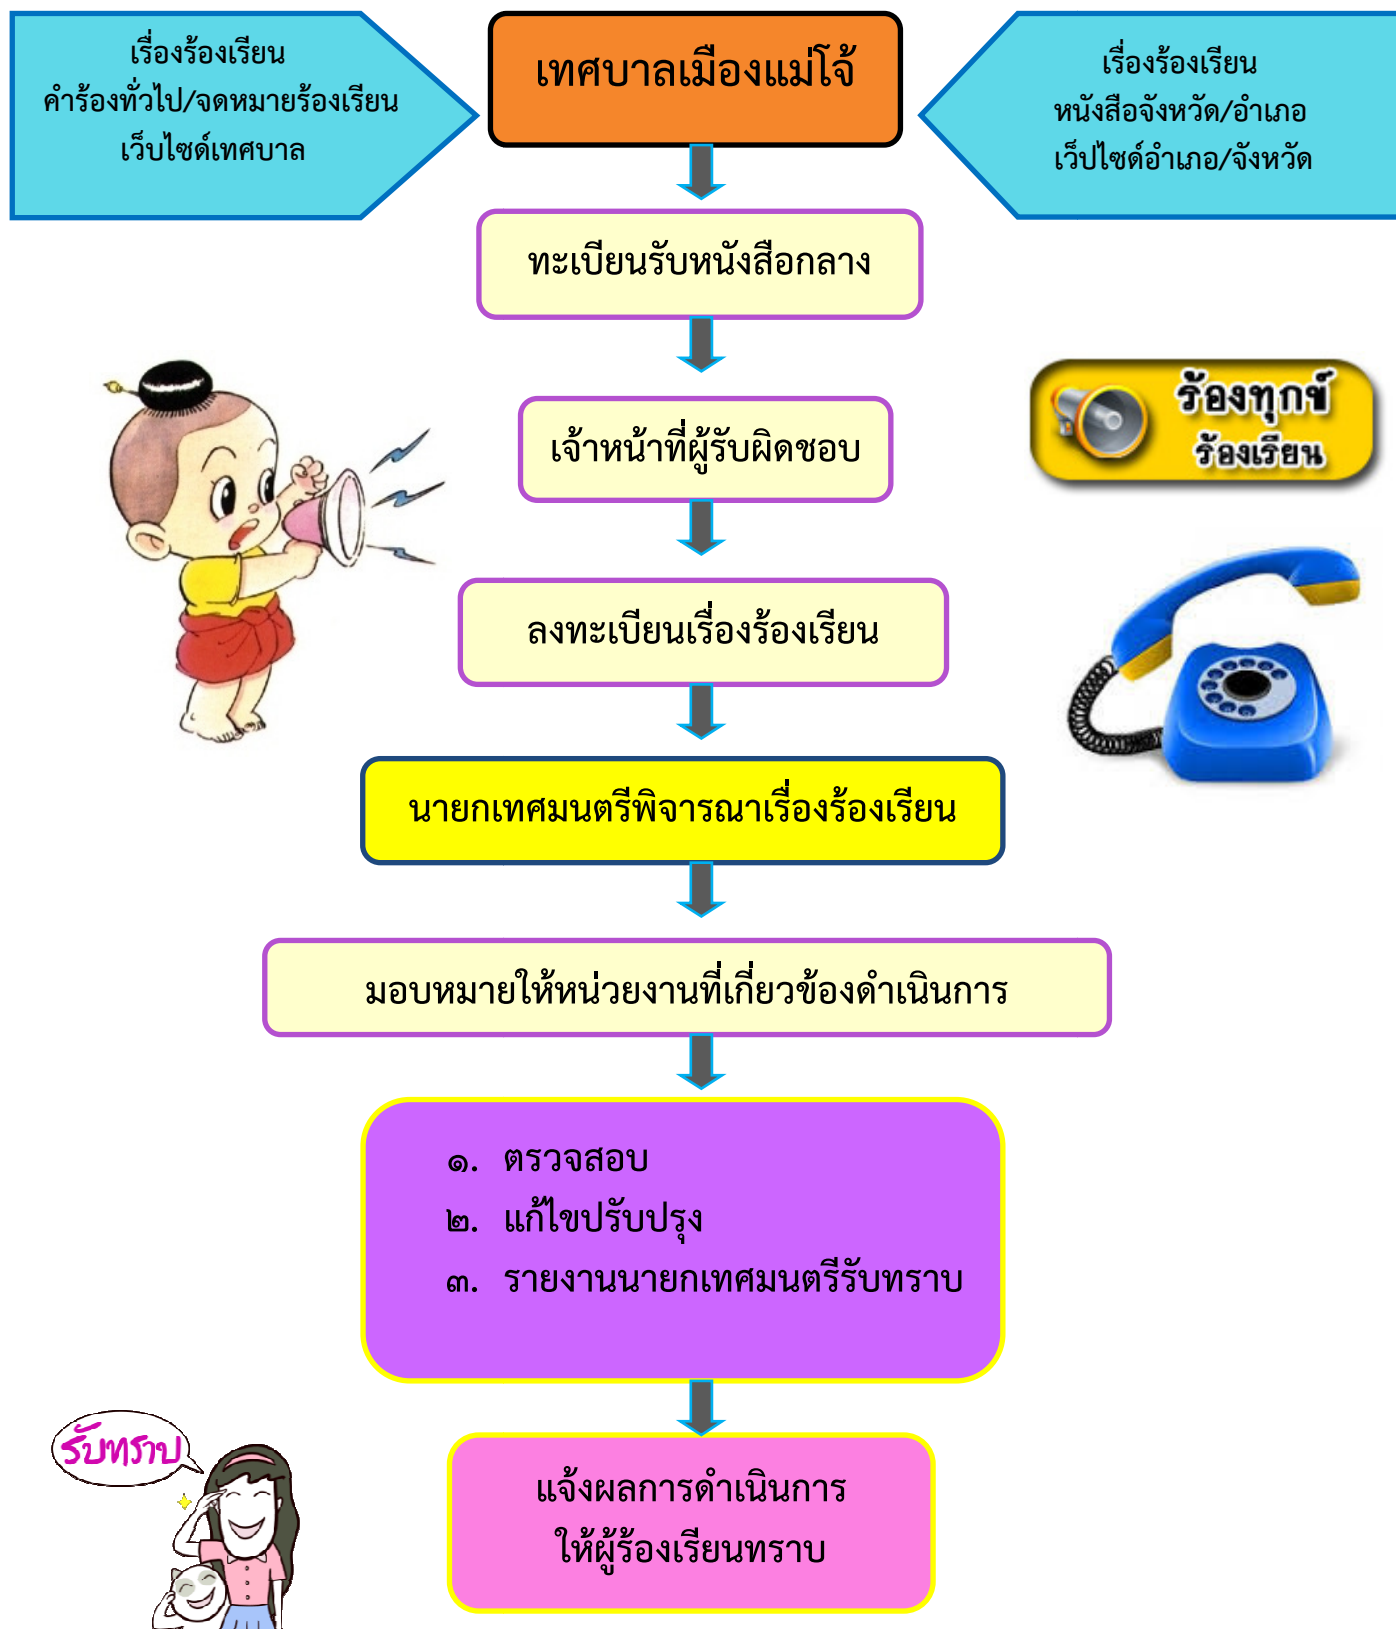 เรื่องร้องเรียน
คำร้องทั่วไป/จดหมายร้องเรียน
เว็บไซด์เทศบาล
เทศบาลเมืองแม่โจ้
เรื่องร้องเรียน
หนังสือจังหวัด/อำเภอ
เว็ปไซด์อำเภอ/จังหวัด
ทะเบียนรับหนังสือกลาง
เจ้าหน้าที่ผู้รับผิดชอบ
ร้องทุกข์
ร้องเรียน
ลงทะเบียนเรื่องร้องเรียน
นายกเทศมนตรีพิจารณาเรื่องร้องเรียน
มอบหมายให้หน่วยงานที่เกี่ยวข้องดำเนินการ
๑. ตรวจสอบ
๒. แก้ไขปรับปรุง
๓. รายงานนายกเทศมนตรีรับทราบ
รับทราบ
แจ้งผลการดำเนินการ
ให้ผู้ร้องเรียนทราบ